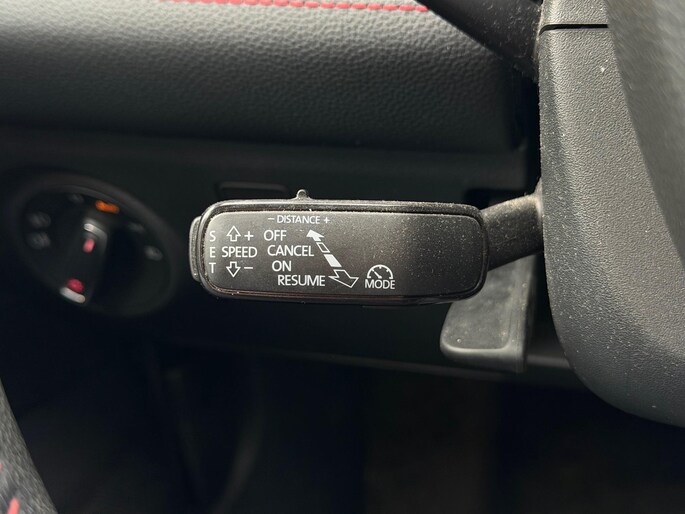 − DISTANCE +
S + OFF
E SPEED CANCEL
T − ON
RESUME
MODE